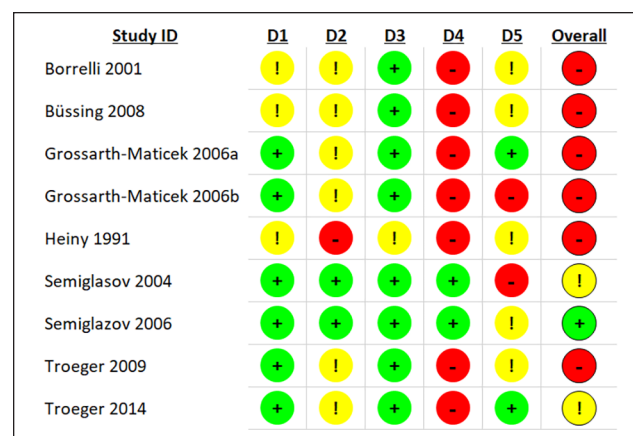 Study ID D1 D2 D3 D4 D5 Overall
Borrelli 2001 ! ! + - ! -
Büssing 2008 ! ! + - ! -
Grossarth-Maticek 2006a + ! + - + -
Grossarth-Maticek 2006b + ! + - - -
Heiny 1991 ! - ! - ! -
Semiglasov 2004 + + + + - !
Semiglazov 2006 + + + + ! +
Troeger 2009 + ! + - ! -
Troeger 2014 + ! + - + !